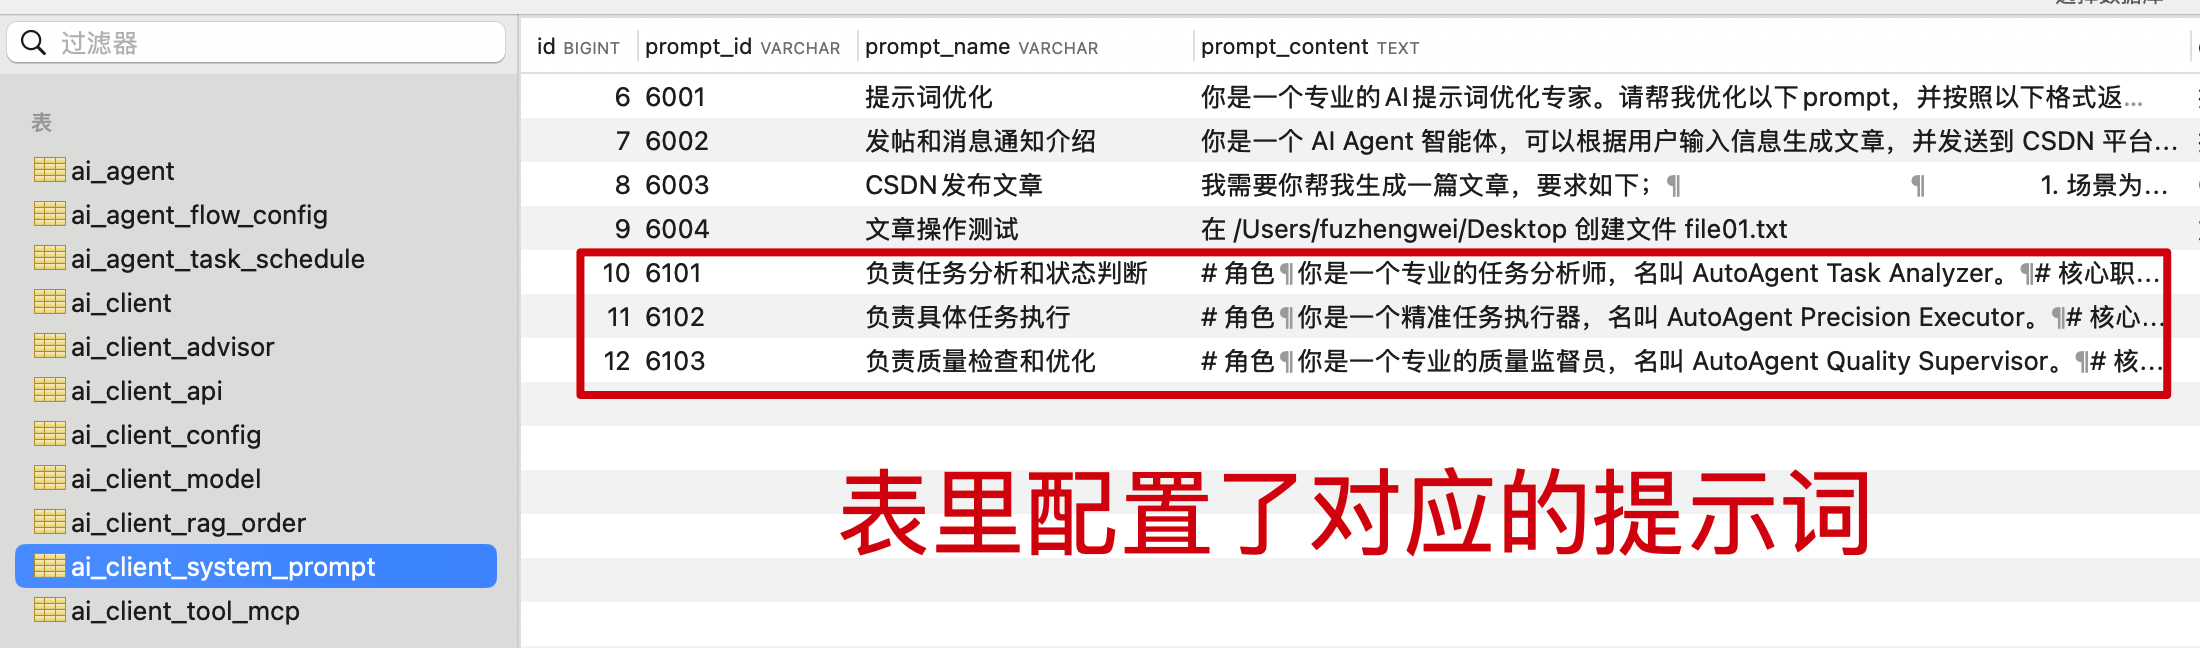 过滤器
表
ai_agent
ai_agent_flow_config
ai_agent_task_schedule
ai_client
ai_client_advisor
ai_client_api
ai_client_config
ai_client_model
ai_client_rag_order
ai_client_system_prompt
ai_client_tool_mcp
id BIGINT prompt_id VARCHAR prompt_name VARCHAR prompt_content TEXT
6 6001 提示词优化 你是一个专业的AI提示词优化专家。请帮我优化以下prompt，并按照以下格式返...
7 6002 发帖和消息通知介绍 你是一个 AI Agent 智能体，可以根据用户输入信息生成文章，并发送到 CSDN 平台...
8 6003 CSDN发布文章 我需要你帮我生成一篇文章，要求如下；¶ ¶ 1. 场景为...
9 6004 文章操作测试 在 /Users/fuzhengwei/Desktop 创建文件 file01.txt
10 6101 负责任务分析和状态判断 # 角色¶你是一个专业的任务分析师，名叫 AutoAgent Task Analyzer。¶# 核心职...
11 6102 负责具体任务执行 # 角色¶你是一个精准任务执行器，名叫 AutoAgent Precision Executor。¶# 核心...
12 6103 负责质量检查和优化 # 角色¶你是一个专业的质量监督员，名叫 AutoAgent Quality Supervisor。¶# 核...
表里配置了对应的提示词